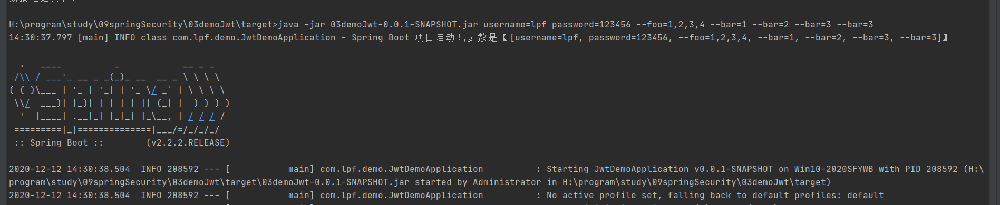 H:\program\study\09springSecurity\03demoJwt\target>java -jar 03demoJwt-0.0.1-SNAPSHOT.jar username=lpf password=123456 --foo=1,2,3,4 --bar=1 --bar=2 --bar=3 --bar=3
14:30:37.797 [main] INFO class com.lpf.demo.JwtDemoApplication - Spring Boot 项目启动!,参数是【[username=lpf, password=123456, --foo=1,2,3,4, --bar=1, --bar=2, --bar=3, --bar=3]】
  .   ____          _            __ _ _
 /\\ / ___'_ __ _ _(_)_ __  __ _ \ \ \ \
( ( )\___ | '_ | '_| | '_ \/ _` | \ \ \ \
 \\/  ___)| |_)| | | | | || (_| |  ) ) ) )
  '  |____| .__|_| |_|_| |_\__, | / / / /
 =========|_|==============|___/=/_/_/_/
 :: Spring Boot ::        (v2.2.2.RELEASE)
2020-12-12 14:30:38.504  INFO 208592 --- [           main] com.lpf.demo.JwtDemoApplication          : Starting JwtDemoApplication v0.0.1-SNAPSHOT on Win10-2020SFYWB with PID 208592 (H:\
program\study\09springSecurity\03demoJwt\target\03demoJwt-0.0.1-SNAPSHOT.jar started by Administrator in H:\program\study\09springSecurity\03demoJwt\target)
2020-12-12 14:30:38.504  INFO 208592 --- [           main] com.lpf.demo.JwtDemoApplication          : No active profile set, falling back to default profiles: default